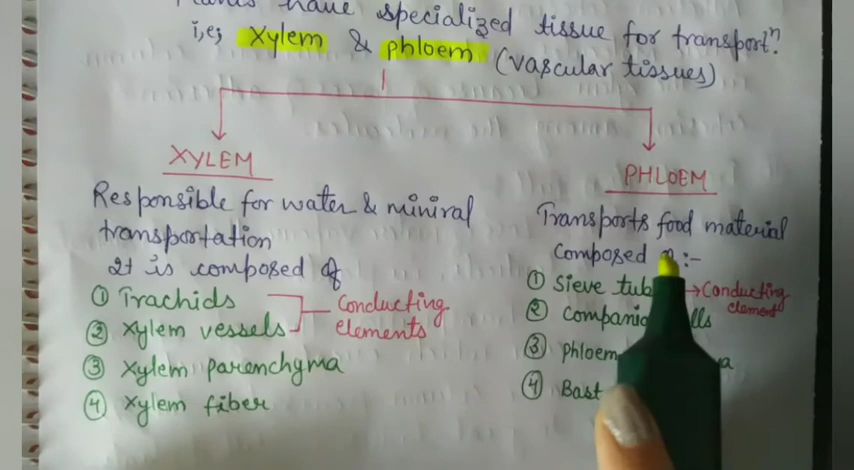 have specialized tissue for transportⁿ.
i,e; xylem & phloem (vascular tissues)
XYLEM
Responsible for water & miniral
transportation
It is composed of
① Trachids
② Xylem vessels
Conducting
elements
③ Xylem parenchyma
④ Xylem fiber
PHLOEM
Transports food material
composed :-
① Sieve
→ Conducting
element
②
③ Phloem
④ Bast